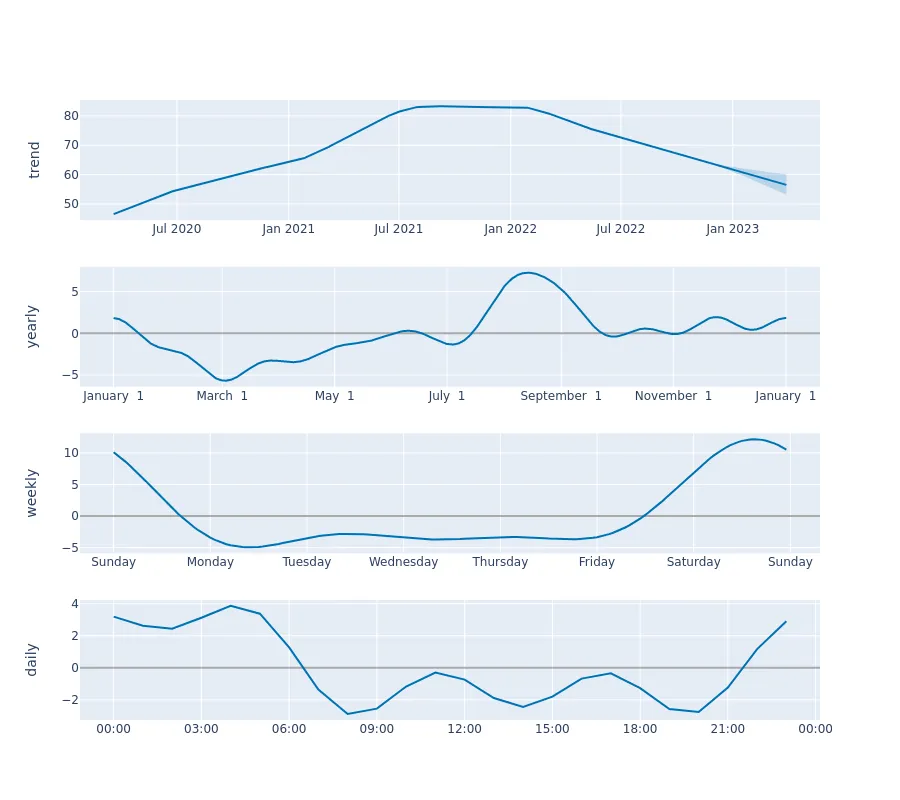 trend
80
70
60
50
Jul 2020 Jan 2021 Jul 2021 Jan 2022 Jul 2022 Jan 2023
yearly
5
0
−5
January 1 March 1 May 1 July 1 September 1 November 1 January 1
weekly
10
5
0
−5
Sunday Monday Tuesday Wednesday Thursday Friday Saturday Sunday
daily
4
2
0
−2
00:00 03:00 06:00 09:00 12:00 15:00 18:00 21:00 00:00